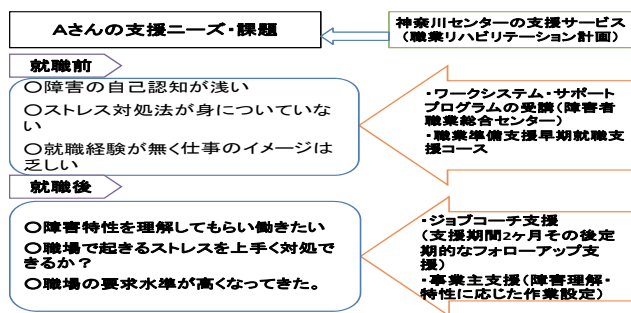 Aさんの支援ニーズ・課題
神奈川センターの支援サービス
（職業リハビリテーション計画）
就職前
〇障害の自己認知が浅い
〇ストレス対処法が身についていな
い
〇就職経験が無く仕事のイメージは
乏しい
・ワークシステム・サポート
プログラムの受講（障害者
職業総合センター）
・職業準備支援早期就職支
援コース
就職後
〇障害特性を理解してもらい働きたい
〇職場で起きるストレスを上手く対処で
きるか？
〇職場の要求水準が高くなってきた。
・ジョブコーチ支援
（支援期間2ヶ月その後定
期的なフォローアップ支
援）
・事業主支援（障害理解・
特性に応じた作業設定）